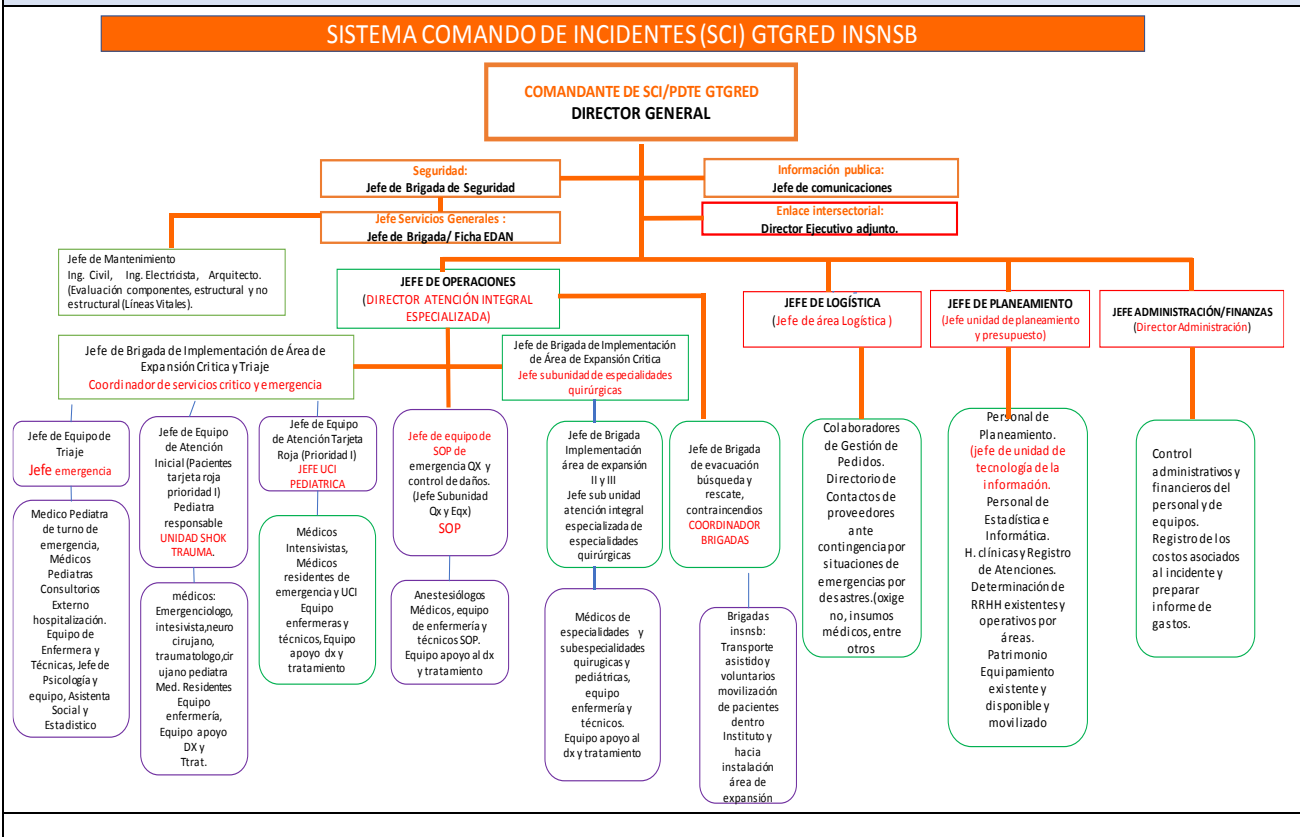 SISTEMA COMANDO DE INCIDENTES (SCI) GTGRED INSNSB
COMANDANTE DE SCI/PDTE GTGRED
DIRECTOR GENERAL
Seguridad:
Jefe de Brigada de Seguridad
Información publica:
Jefe de comunicaciones
Jefe Servicios Generales :
Jefe de Brigada/ Ficha EDAN
Enlace intersectorial:
Director Ejecutivo adjunto.
Jefe de Mantenimiento
Ing. Civil, Ing. Electricista, Arquitecto.
(Evaluación componentes, estructural y no
estructural (Líneas Vitales).
JEFE DE OPERACIONES
(DIRECTOR ATENCIÓN INTEGRAL
ESPECIALIZADA)
JEFE DE LOGÍSTICA
(Jefe de área Logística )
JEFE DE PLANEAMIENTO
(Jefe unidad de planeamiento
y presupuesto)
JEFE ADMINISTRACIÓN/FINANZAS
(Director Administración)
Jefe de Brigada de Implementación de Área de
Expansión Critica y Triaje
Coordinador de servicios critico y emergencia
Jefe de Brigada de Implementación
de Área de Expansión Critica
Jefe subunidad de especialidades
quirúrgicas
Jefe de Equipo de
Triaje
Jefe emergencia
Jefe de Equipo
de Atención
Inicial (Pacientes
tarjeta roja
prioridad I)
Pediatra
responsable
UNIDAD SHOK
TRAUMA.
Jefe de Equipo
de Atención Tarjeta
Roja (Prioridad I)
JEFE UCI
PEDIATRICA
Jefe de equipo de
SOP de
emergencia QX y
control de daños.
(Jefe Subunidad
Qx y Eqx)
SOP
Jefe de Brigada
Implementación
área de expansión
II y III
Jefe sub unidad
atención integral
especializada de
especialidades
quirúrgicas
Jefe de Brigada
de evacuación
búsqueda y
rescate,
contraincendios
COORDINADOR
BRIGADAS
Colaboradores
de Gestión de
Pedidos.
Directorio de
Contactos de
proveedores
ante
contingencia por
situaciones de
emergencias por
desastres.(oxige
no, insumos
médicos, entre
otros
Personal de
Planeamiento.
(jefe de unidad de
tecnología de la
información.
Personal de
Estadística e
Informática.
H. clínicas y Registro
de Atenciones.
Determinación de
RRHH existentes y
operativos por
áreas.
Patrimonio
Equipamiento
existente y
disponible y
movilizado
Control
administrativos y
financieros del
personal y de
equipos.
Registro de los
costos asociados
al incidente y
preparar
informe de
gastos.
Medico Pediatra
de turno de
emergencia,
Médicos
Pediatras
Consultorios
Externo
hospitalización.
Equipo de
Enfermera y
Técnicas, Jefe de
Psicología y
equipo, Asistenta
Social y
Estadistico
médicos:
Emergenciologo,
intesivista,neuro
cirujano,
traumatologo,cir
ujano pediatra
Med. Residentes
Equipo
enfermería,
Equipo apoyo
DX y
Ttrat.
Médicos
Intensivistas,
Médicos
residentes de
emergencia y UCI
Equipo
enfermeras y
técnicos, Equipo
apoyo dx y
tratamiento
Anestesiólogos
Médicos, equipo
de enfermería y
técnicos SOP.
Equipo apoyo al dx
y tratamiento
Médicos de
especialidades y
subespecialidades
quirugicas y
pediátricas,
equipo
enfermería y
técnicos.
Equipo apoyo al
dx y tratamiento
Brigadas
insnsb:
Transporte
asistido y
voluntarios
movilización
de pacientes
dentro
Instituto y
hacia
instalación
área de
expansión